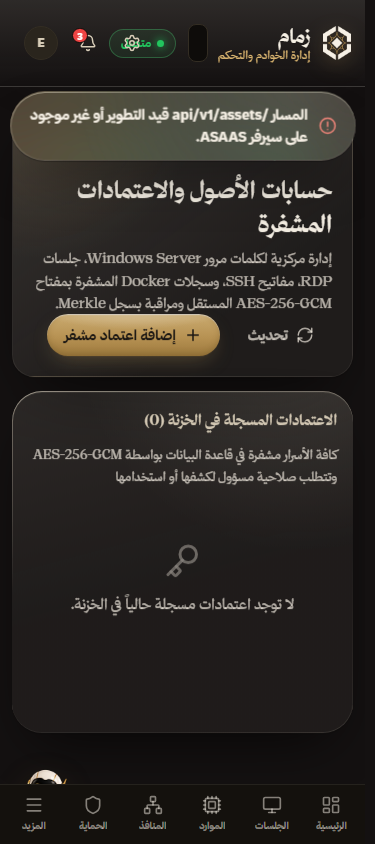 زمام
إدارة الخوادم والتحكم
متصل
3
E
المسار /api/v1/assets قيد التطوير أو غير موجود
على سيرفر ASAAS.
حسابات الأصول والاعتمادات
المشفرة
إدارة مركزية لكلمات مرور Windows Server، جلسات
RDP، مفاتيح SSH، وسجلات Docker المشفرة بمفتاح
AES-256-GCM المستقل ومراقبة بسجل Merkle.
تحديث
إضافة اعتماد مشفر
الاعتمادات المسجلة في الخزنة (0)
كافة الأسرار مشفرة في قاعدة البيانات بواسطة AES-256-GCM
وتتطلب صلاحية مسؤول لكشفها أو استخدامها
لا توجد اعتمادات مسجلة حالياً في الخزنة.
الرئيسية
الجلسات
الموارد
المنافذ
الحماية
المزيد